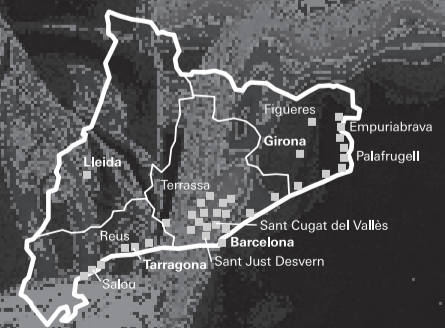 Figueres
Empuriabrava
Girona
Palafrugell
Lleida
Terrassa
Sant Cugat del Vallès
Reus
Barcelona
Tarragona
Sant Just Desvern
Salou